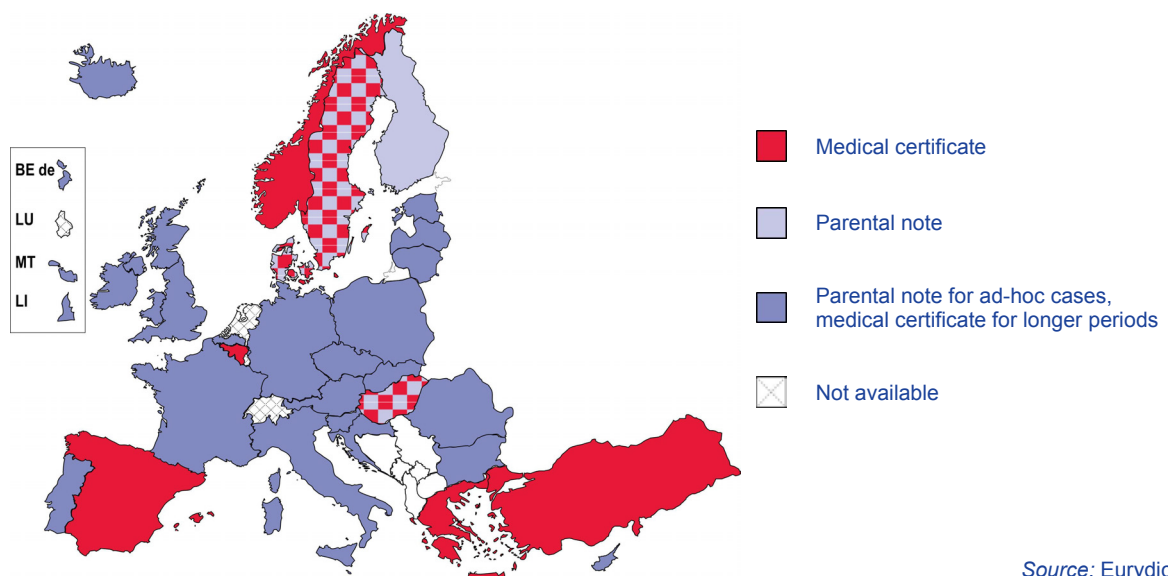 BE de
LU
MT
LI
Medical certificate
Parental note
Parental note for ad-hoc cases,
medical certificate for longer periods
Not available
Source: Eurydic